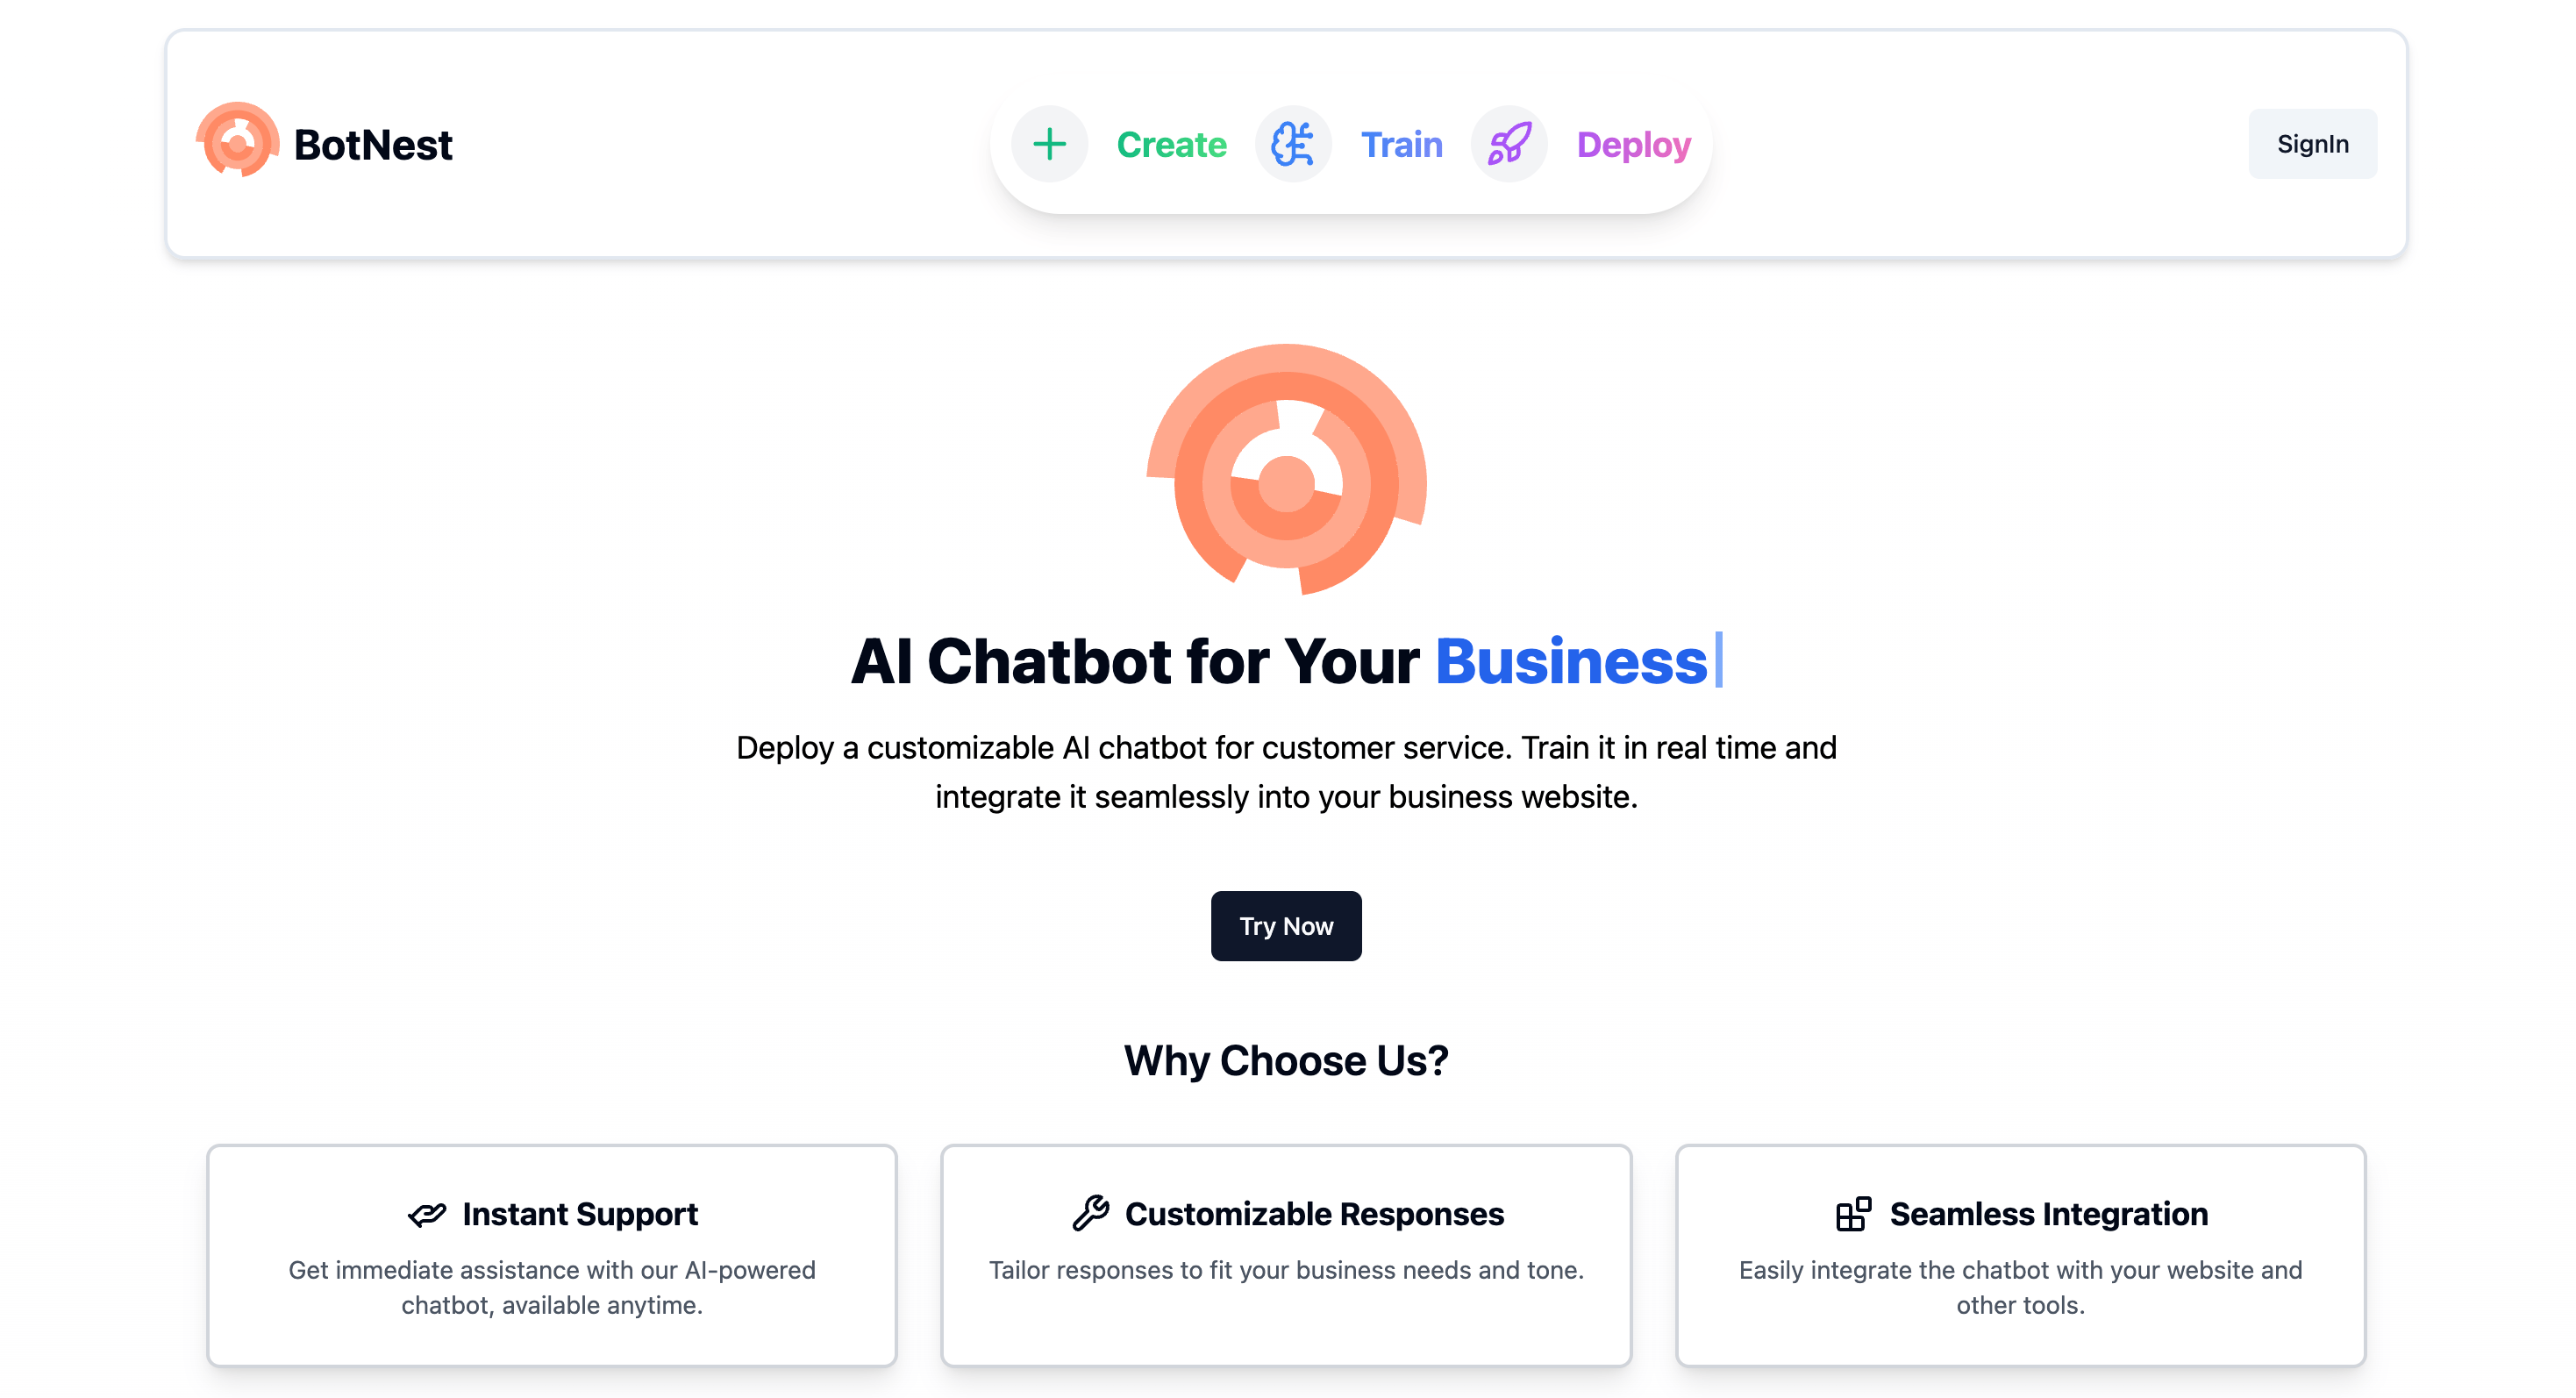 BotNest
Create
Train
Deploy
SignIn
AI Chatbot for Your Business
Deploy a customizable AI chatbot for customer service. Train it in real time and
integrate it seamlessly into your business website.
Try Now
Why Choose Us?
Instant Support
Get immediate assistance with our AI-powered
chatbot, available anytime.
Customizable Responses
Tailor responses to fit your business needs and tone.
Seamless Integration
Easily integrate the chatbot with your website and
other tools.